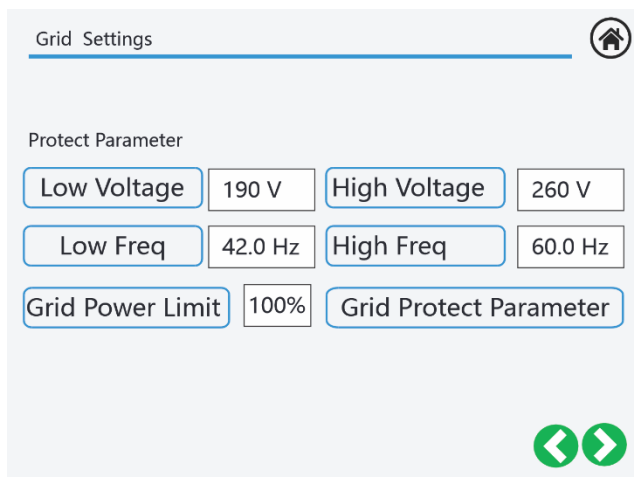 Grid Settings
Protect Parameter
Low Voltage 190 V High Voltage 260 V
Low Freq 42.0 Hz High Freq 60.0 Hz
Grid Power Limit 100% Grid Protect Parameter